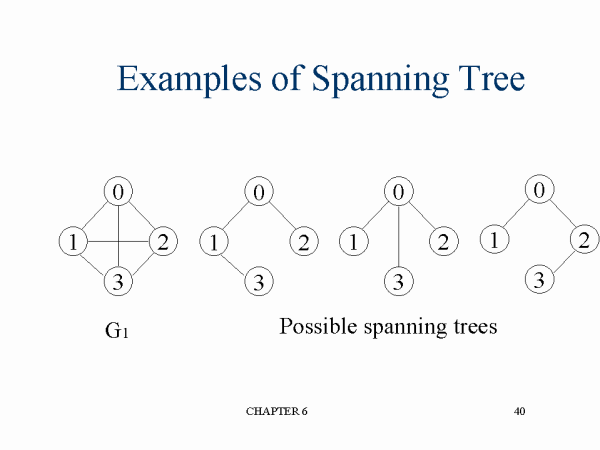 Examples of Spanning Tree
0 0 0 0
1 2 1 2 1 2 1 2
3 3 3 3
G1
Possible spanning trees
CHAPTER 6 40